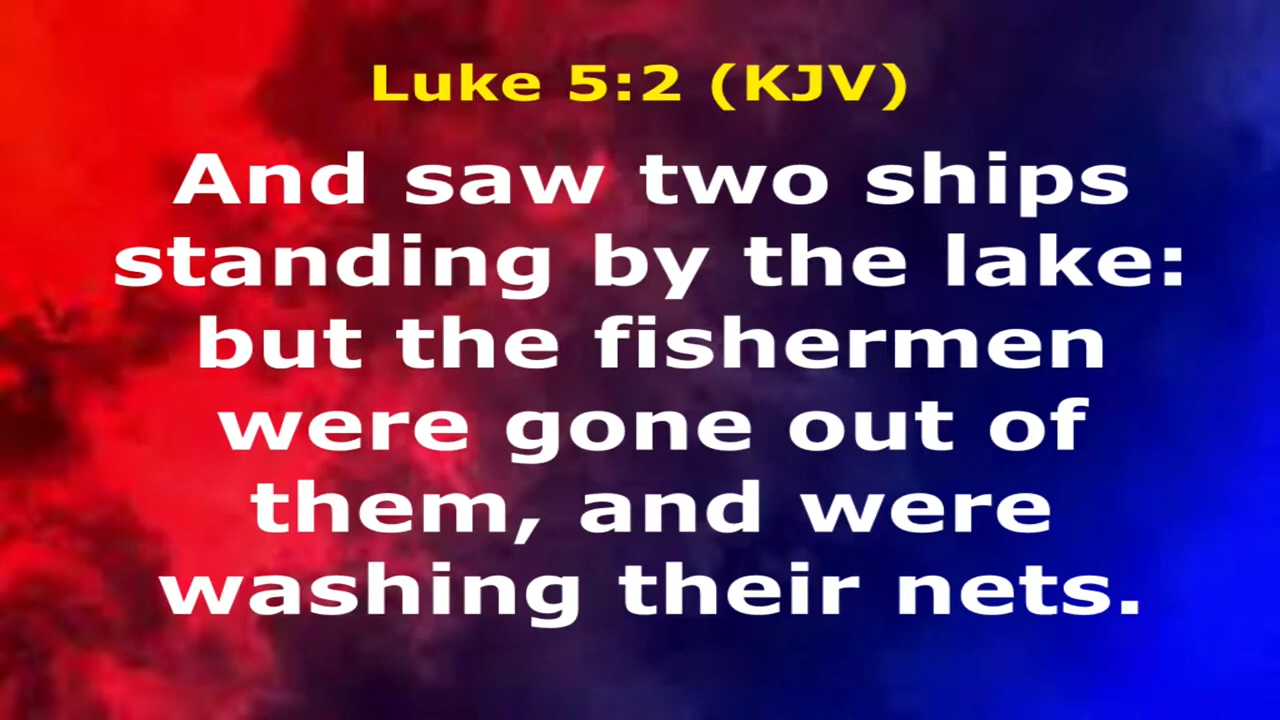 Luke 5:2 (KJV)
And saw two ships
standing by the lake:
but the fishermen
were gone out of
them, and were
washing their nets.